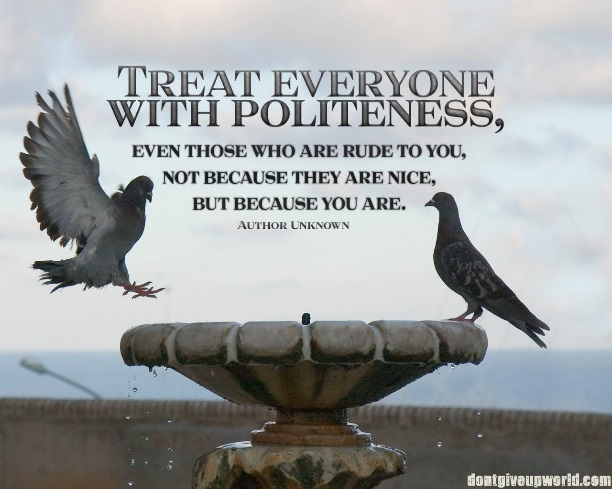 TREAT EVERYONE
WITH POLITENESS,
EVEN THOSE WHO ARE RUDE TO YOU,
NOT BECAUSE THEY ARE NICE,
BUT BECAUSE YOU ARE.
AUTHOR UNKNOWN
dontgiveupworld.com